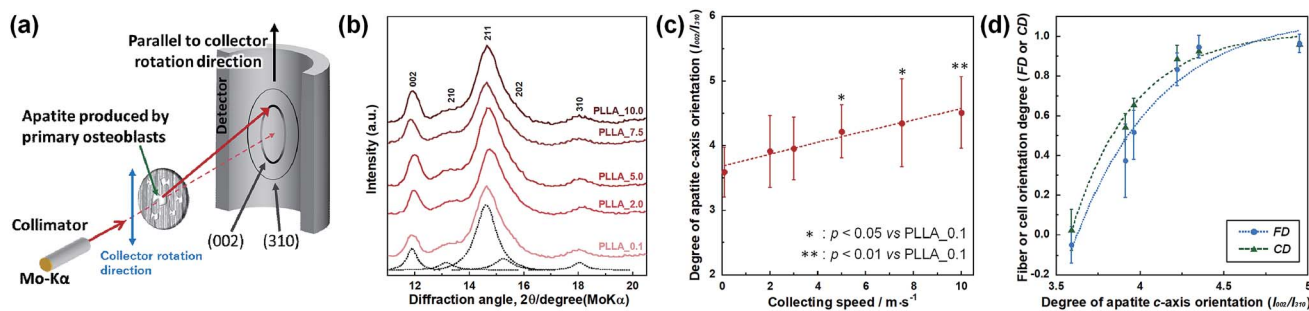 (a)
Parallel to collector
rotation direction
Detector
Apatite produced by
primary osteoblasts
Collimator
Mo-Kα
Collector rotation
direction
(002)
(310)
(b)
Intensity (a.u.)
002
210
211
202
310
PLLA_10.0
PLLA_7.5
PLLA_5.0
PLLA_2.0
PLLA_0.1
12 14 16 18 20
Diffraction angle, 2θ/degree(MoKα)
(c)
Degree of apatite c-axis orientation (I002/I310)
6
5
4
3
2
*
*
**
* : p < 0.05 vs PLLA_0.1
** : p < 0.01 vs PLLA_0.1
0 2 4 6 8 10
Collecting speed / m·s-1
(d)
Fiber or cell orientation degree (FD or CD)
1.0
0.8
0.6
0.4
0.2
0.0
-0.2
FD
CD
3.5 4 4.5 5
Degree of apatite c-axis orientation (I002/I310)